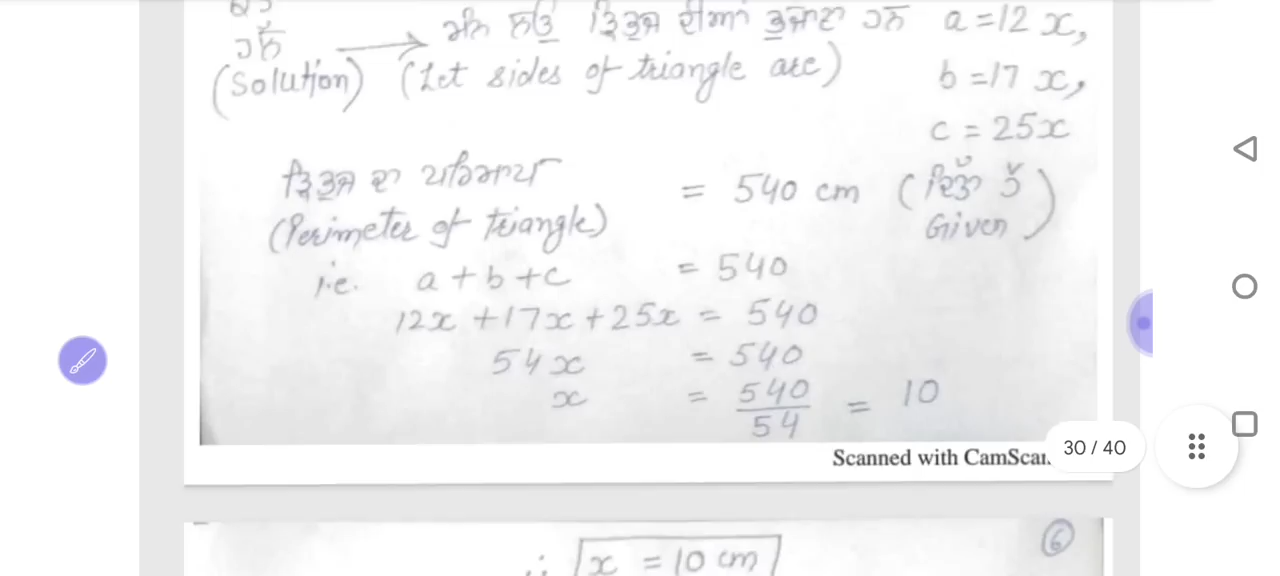 ਹੱਲ → ਮੰਨ ਲਓ ਤ੍ਰਿਭੁਜ ਦੀਆਂ ਭੁਜਾਵਾਂ ਹਨ a = 12x,
(Solution) (Let sides of triangle are) b = 17x,
c = 25x
ਤ੍ਰਿਭੁਜ ਦਾ ਪਰਿਮਾਪ = 540 cm (ਦਿੱਤਾ ਹੈ
(Perimeter of triangle) Given)
i.e. a + b + c = 540
12x + 17x + 25x = 540
54x = 540
x = 540/54 = 10
30 / 40
Scanned with CamScan
6
∴ x = 10 cm